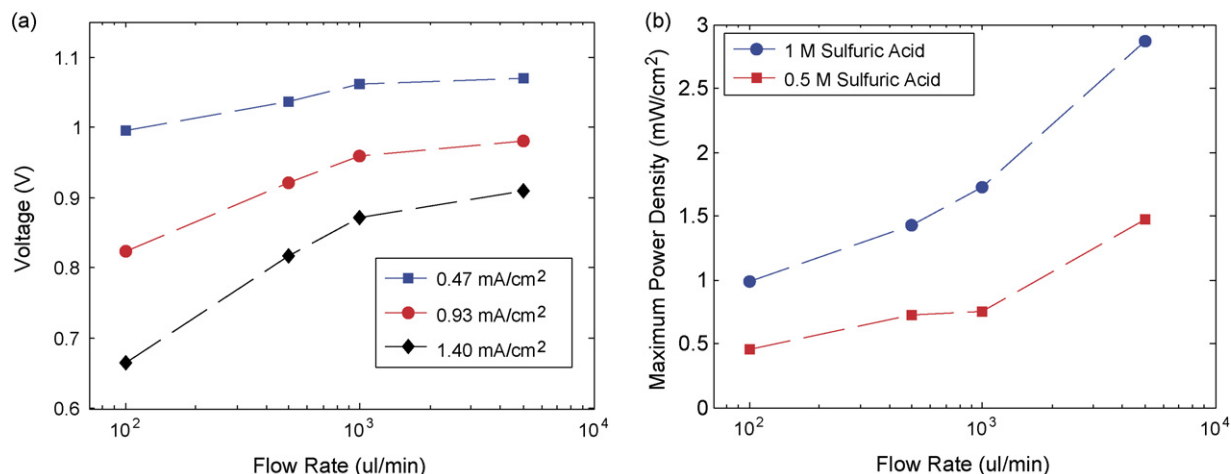 (a)
1.1
1
0.9
0.8
0.7
0.6
Voltage (V)
0.47 mA/cm²
0.93 mA/cm²
1.40 mA/cm²
10² 10³ 10⁴
Flow Rate (ul/min)
(b)
3
2.5
2
1.5
1
0.5
0
Maximum Power Density (mW/cm²)
1 M Sulfuric Acid
0.5 M Sulfuric Acid
10² 10³ 10⁴
Flow Rate (ul/min)